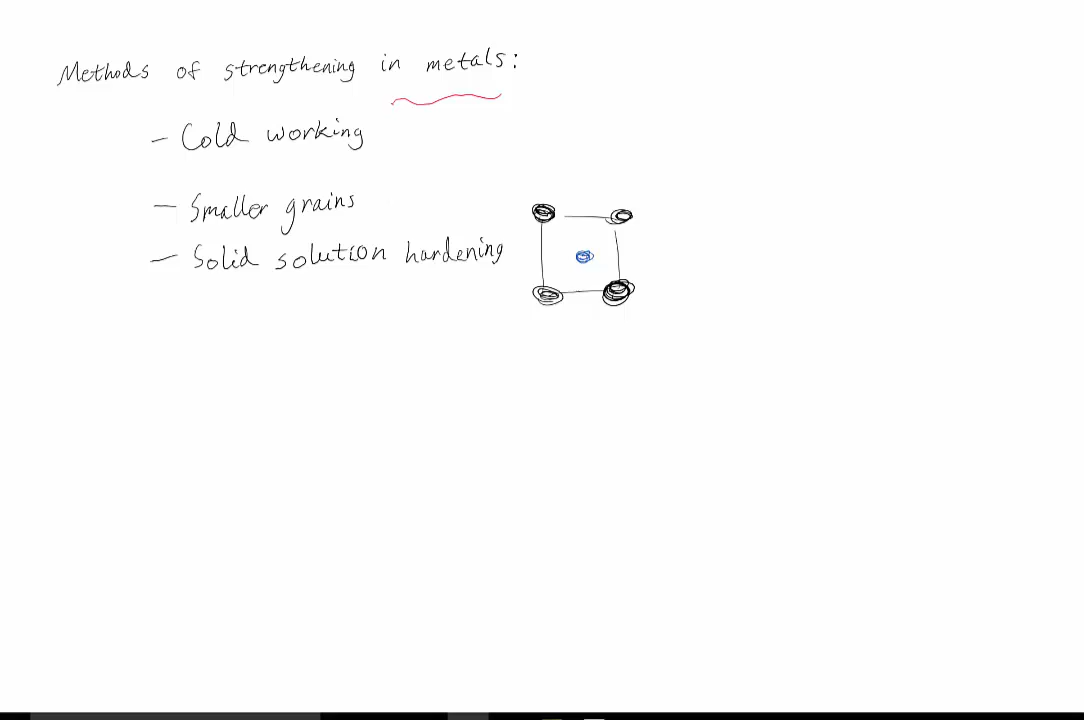 Methods of strengthening in metals:
- Cold working
- Smaller grains
- Solid solution hardening